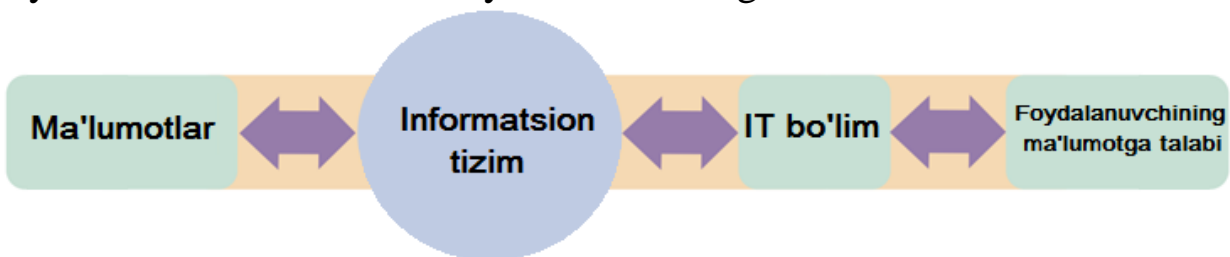 Ma'lumotlar
Informatsion
tizim
IT bo'lim
Foydalanuvchining
ma'lumotga talabi